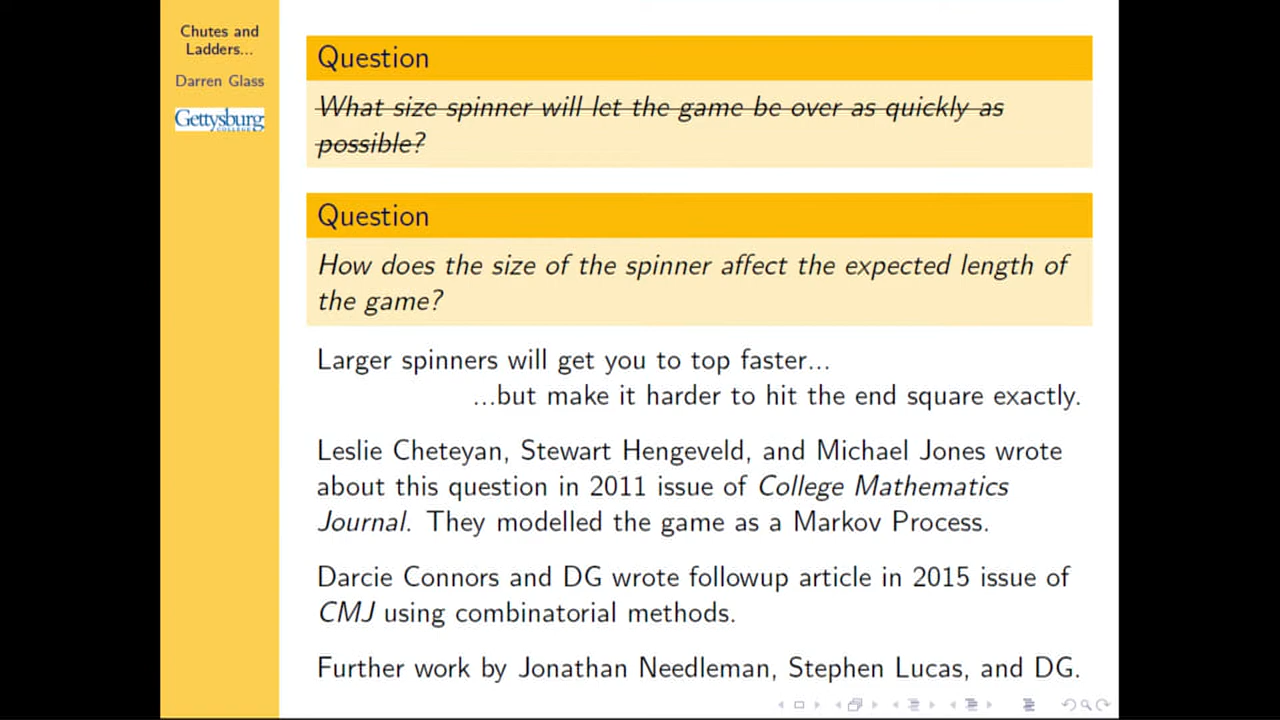 Chutes and
Ladders...
Darren Glass
Gettysburg
COLLEGE
Question
What size spinner will let the game be over as quickly as
possible?
Question
How does the size of the spinner affect the expected length of
the game?
Larger spinners will get you to top faster...
...but make it harder to hit the end square exactly.
Leslie Cheteyan, Stewart Hengeveld, and Michael Jones wrote
about this question in 2011 issue of College Mathematics
Journal. They modelled the game as a Markov Process.
Darcie Connors and DG wrote followup article in 2015 issue of
CMJ using combinatorial methods.
Further work by Jonathan Needleman, Stephen Lucas, and DG.